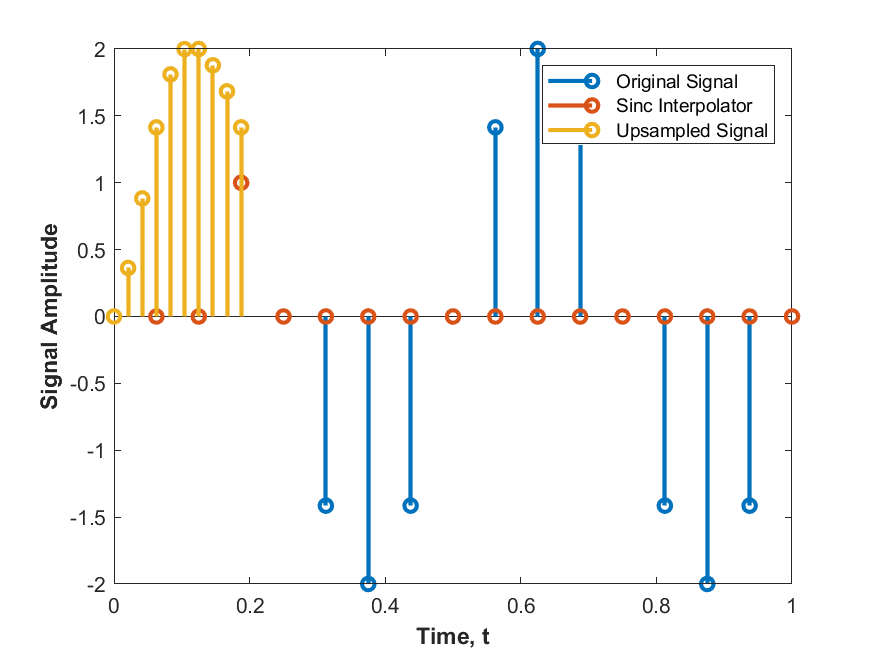 2
1.5
1
0.5
0
-0.5
-1
-1.5
-2
Signal Amplitude
Original Signal
Sinc Interpolator
Upsampled Signal
0 0.2 0.4 0.6 0.8 1
Time, t